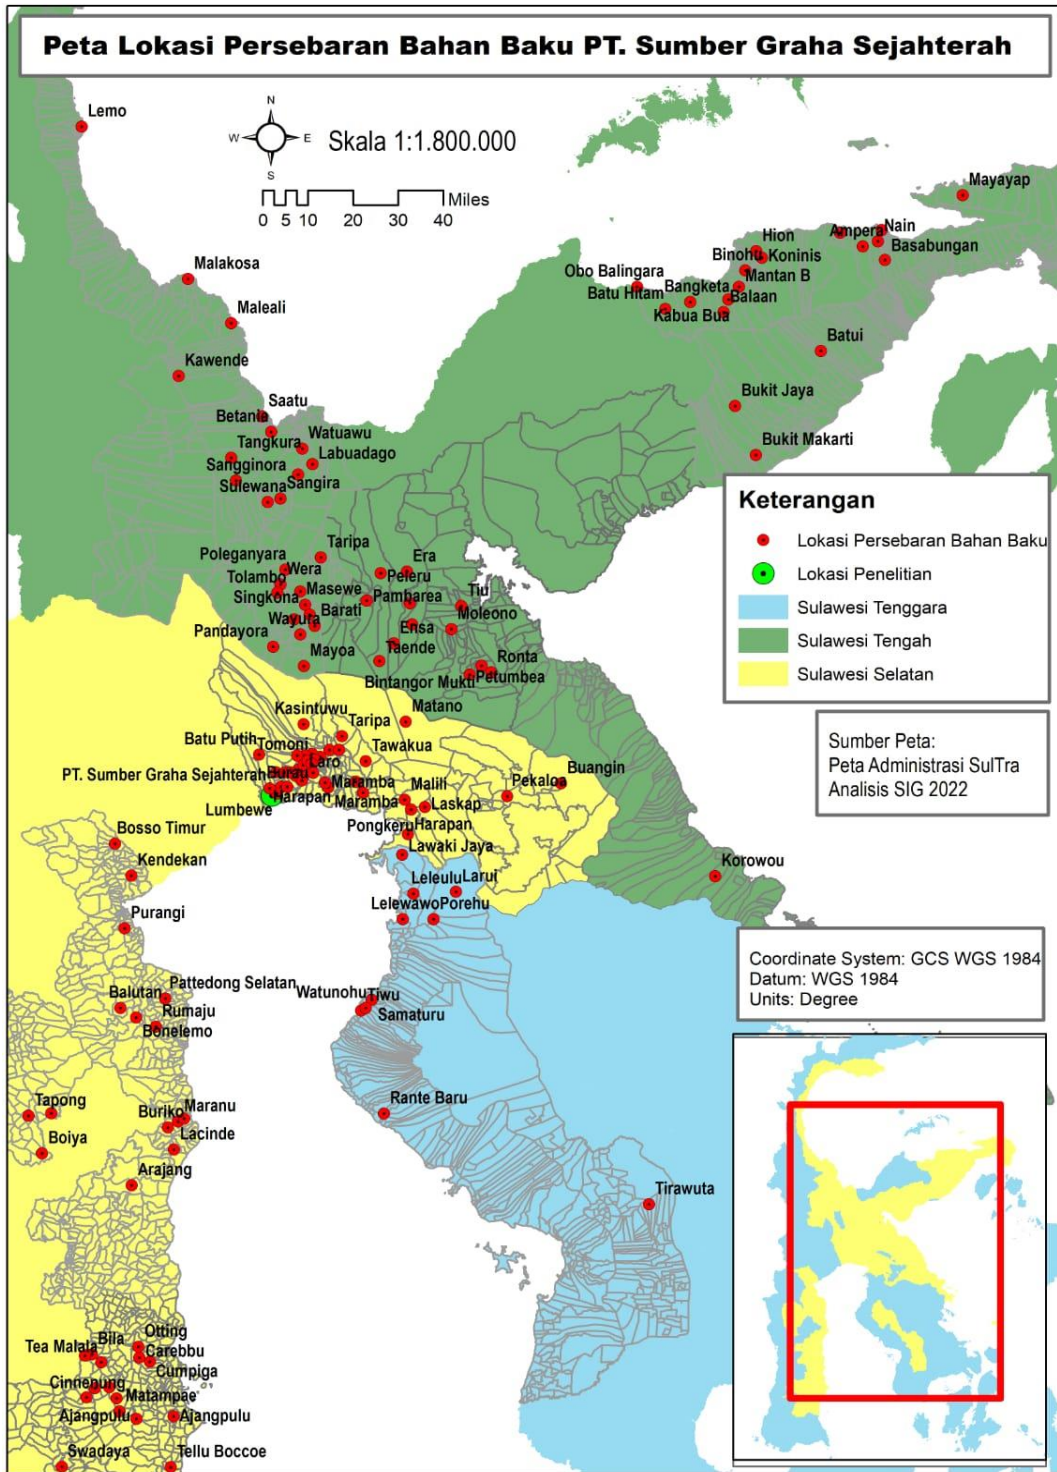 Peta Lokasi Persebaran Bahan Baku PT. Sumber Graha Sejahterah
Lemo
N
W
E
S
Skala 1:1.800.000
0 5 10 20 30 40
Miles
Mayayap
Nain
Ampera
Basabungan
Hion
Binohu
Koninis
Obo Balingara
Mantan B
Bangketa
Batu Hitam
Balaan
Kabua Bua
Malakosa
Maleali
Batui
Kawende
Bukit Jaya
Saatu
Betania
Tangkura
Watuawu
Bukit Makarti
Labuadago
Sangginora
Sangira
Sulewana
Keterangan
Lokasi Persebaran Bahan Baku
Lokasi Penelitian
Sulawesi Tenggara
Sulawesi Tengah
Sulawesi Selatan
Taripa
Era
Poleganyara
Wera
Peleru
Tolambo
Masewe
Tiu
Singkona
Pambarea
Barati
Moleono
Wayura
Ensa
Pandayora
Taende
Mayoa
Ronta
Bintangor Mukti
Petumbea
Matano
Kasintuwu
Taripa
Batu Putih
Tomoni
Tawakua
Laro
Sumber Peta:
Peta Administrasi SulTra
Analisis SIG 2022
PT. Sumber Graha Sejahterah
Burau
Maramba
Malili
Pekaloa
Buangin
Lumbewe
Harapan
Maramba
Laskap
Harapan
Pongkeru
Bosso Timur
Lawaki Jaya
Kendekan
Korowou
Leleulu
Larui
Purangi
Lelewawo
Porehu
Coordinate System: GCS WGS 1984
Datum: WGS 1984
Units: Degree
Pattedong Selatan
Balutan
Rumaju
Bonelemo
Watunohu
Tiwu
Samaturu
Tapong
Buriko
Maranu
Rante Baru
Boiya
Lacinde
Arajang
Tirawuta
Otting
Bila
Tea Malala
Carebbu
Cumpiga
Cinnenung
Matampae
Ajangpulu
Ajangpulu
Swadaya
Tellu Boccoe